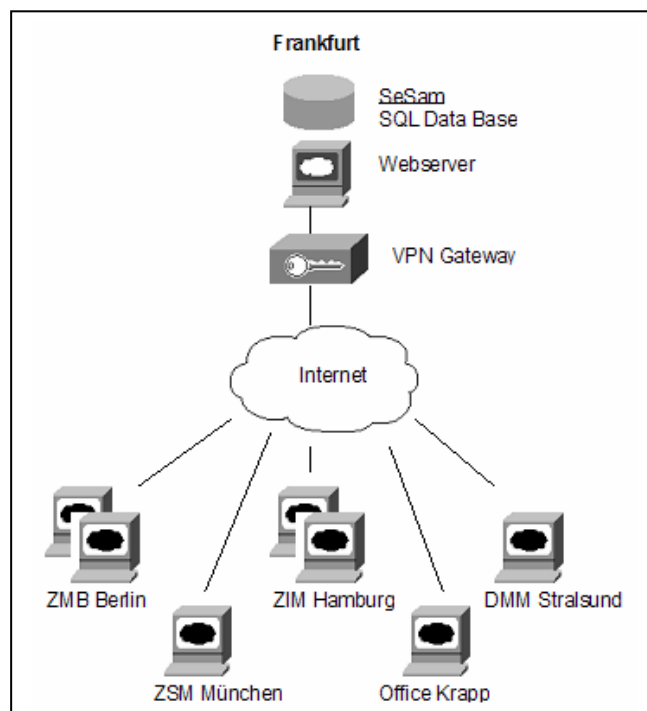 Frankfurt
SeSam
SQL Data Base
Webserver
VPN Gateway
Internet
ZMB Berlin
ZIM Hamburg
DMM Stralsund
ZSM München
Office Krapp